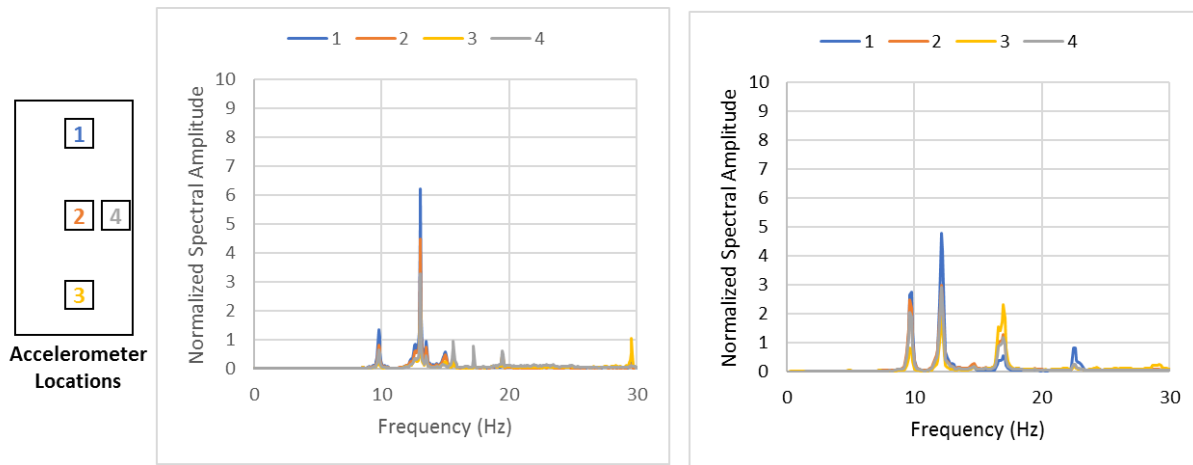 1
2 4
3
Accelerometer
Locations
1 2 3 4
Normalized Spectral Amplitude
10
9
8
7
6
5
4
3
2
1
0
0 10 20 30
Frequency (Hz)
1 2 3 4
Normalized Spectral Amplitude
10
9
8
7
6
5
4
3
2
1
0
0 10 20 30
Frequency (Hz)